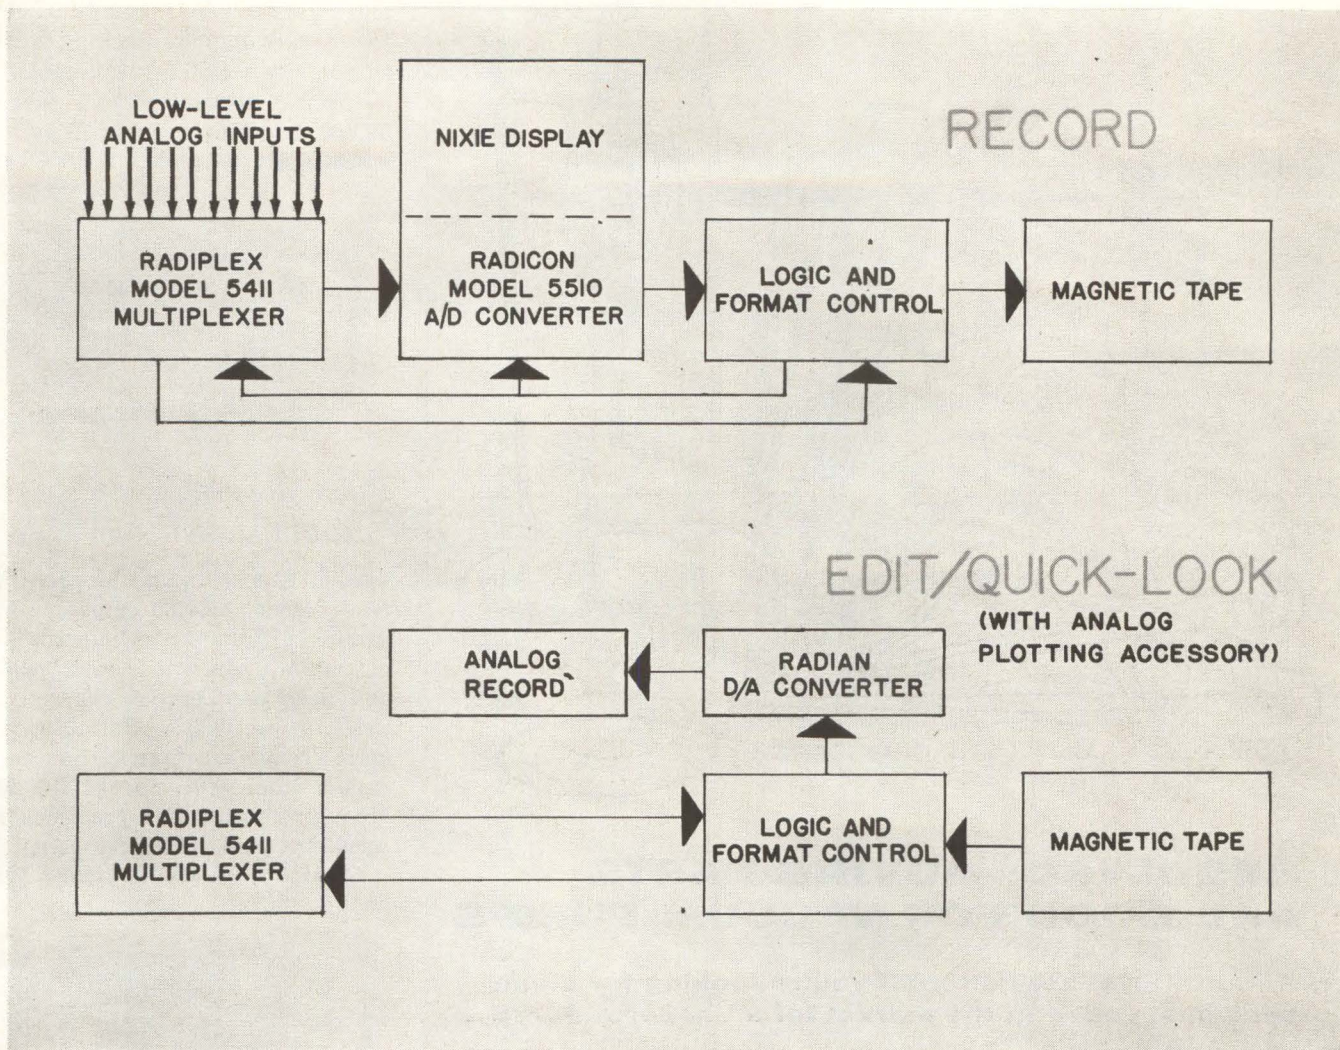 LOW-LEVEL
ANALOG INPUTS
NIXIE DISPLAY
RECORD
RADIPLEX
MODEL 5411
MULTIPLEXER
RADICON
MODEL 5510
A/D CONVERTER
LOGIC AND
FORMAT CONTROL
MAGNETIC TAPE
EDIT/QUICK-LOOK
(WITH ANALOG
PLOTTING ACCESSORY)
ANALOG
RECORD
RADIAN
D/A CONVERTER
RADIPLEX
MODEL 5411
MULTIPLEXER
LOGIC AND
FORMAT CONTROL
MAGNETIC TAPE